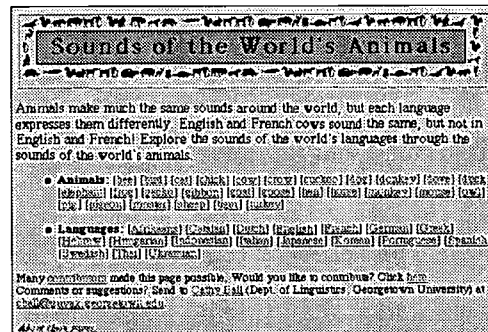 Sounds of the World's Animals
Animals make much the same sounds around the world, but each language
expresses them differently. English and French cows sound the same, but not in
English and French! Explore the sounds of the world's languages through the
sounds of the world's animals.
Animals: [bee] [bird] [cat] [chick] [cow] [crow] [cuckoo] [dog] [donkey] [dove] [duck]
[elephant] [frog] [gecko] [gibbon] [goat] [goose] [hen] [horse] [monkey] [mouse] [owl]
[pig] [pigeon] [rooster] [sheep] [tiger] [turkey]
Languages: [Afrikaans] [Catalan] [Dutch] [English] [French] [German] [Greek]
[Hebrew] [Hungarian] [Indonesian] [Italian] [Japanese] [Korean] [Portuguese] [Spanish]
[Swedish] [Thai] [Ukrainian]
Many contributors made this page possible. Would you like to contribute? Click here.
Comments or suggestions? Send to Cathy Ball (Dept. of Linguistics, Georgetown University) at
cball@guvax.georgetown.edu